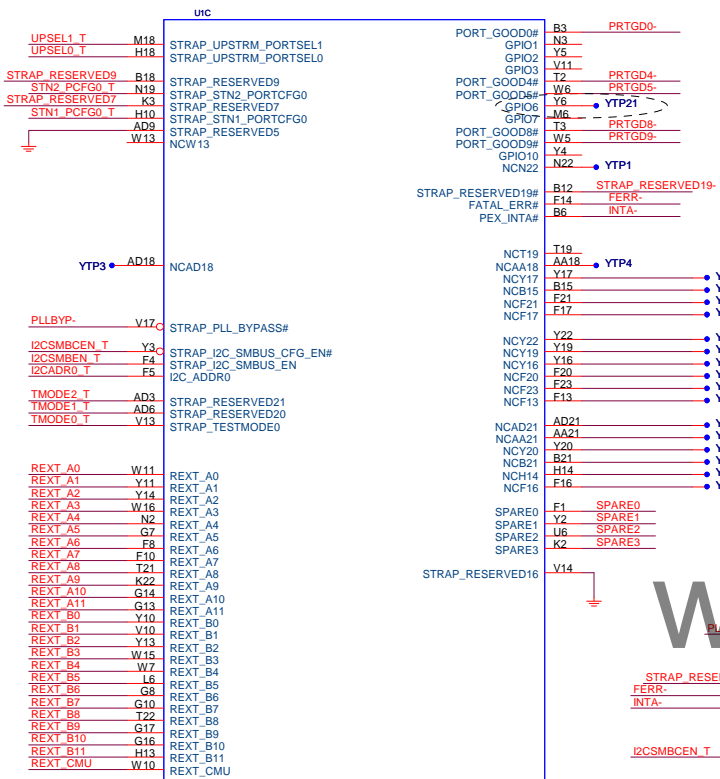 U1C
UPSEL1_T M18 STRAP_UPSTRM_PORTSEL1
UPSEL0_T H18 STRAP_UPSTRM_PORTSEL0
STRAP_RESERVED9 B18 STRAP_RESERVED9
STN2_PCFG0_T N19 STRAP_STN2_PORTCFG0
STRAP_RESERVED7 K3 STRAP_RESERVED7
STN1_PCFG0_T H10 STRAP_STN1_PORTCFG0
AD9 STRAP_RESERVED5
W13 NCW13
YTP3 AD18 NCAD18
PLLBYP- V17 STRAP_PLL_BYPASS#
I2CSMBCEN_T Y3 STRAP_I2C_SMBUS_CFG_EN#
I2CSMBEN_T F4 STRAP_I2C_SMBUS_EN
I2CADR0_T F5 I2C_ADDR0
TMODE2_T AD3 STRAP_RESERVED21
TMODE1_T AD6 STRAP_RESERVED20
TMODE0_T V13 STRAP_TESTMODE0
REXT_A0 W11 REXT_A0
REXT_A1 Y11 REXT_A1
REXT_A2 Y14 REXT_A2
REXT_A3 W16 REXT_A3
REXT_A4 N2 REXT_A4
REXT_A5 G7 REXT_A5
REXT_A6 F8 REXT_A6
REXT_A7 F10 REXT_A7
REXT_A8 T21 REXT_A8
REXT_A9 K22 REXT_A9
REXT_A10 G14 REXT_A10
REXT_A11 G13 REXT_A11
REXT_B0 Y10 REXT_B0
REXT_B1 V10 REXT_B1
REXT_B2 Y13 REXT_B2
REXT_B3 W15 REXT_B3
REXT_B4 W7 REXT_B4
REXT_B5 L6 REXT_B5
REXT_B6 G8 REXT_B6
REXT_B7 G10 REXT_B7
REXT_B8 T22 REXT_B8
REXT_B9 G17 REXT_B9
REXT_B10 G16 REXT_B10
REXT_B11 H13 REXT_B11
REXT_CMU W10 REXT_CMU
PORT_GOOD0# B3 PRTGD0-
GPIO1 N3
GPIO2 Y5
GPIO3 V11
PORT_GOOD4# T2 PRTGD4-
PORT_GOOD5# W6 PRTGD5-
GPIO6 Y6 YTP21
GPIO7 M6
PORT_GOOD8# T3 PRTGD8-
PORT_GOOD9# W5 PRTGD9-
GPIO10 Y4
NCN22 N22 YTP1
STRAP_RESERVED19# B12 STRAP_RESERVED19-
FATAL_ERR# F14 FERR-
PEX_INTA# B6 INTA-
NCT19 T19
NCAA18 AA18 YTP4
NCY17 Y17 Y
NCB15 B15 Y
NCF21 F21 Y
NCF17 F17 Y
NCY22 Y22 Y
NCY19 Y19 Y
NCY16 Y16 Y
NCF20 F20 Y
NCF23 F23 Y
NCF13 F13 Y
NCAD21 AD21 Y
NCAA21 AA21 Y
NCY20 Y20 Y
NCB21 B21 Y
NCH14 H14 Y
NCF16 F16 Y
SPARE0 F1 SPARE0
SPARE1 Y2 SPARE1
SPARE2 U6 SPARE2
SPARE3 K2 SPARE3
STRAP_RESERVED16 V14
W
STRAP_RESE
FERR-
INTA-
I2CSMBCEN_T